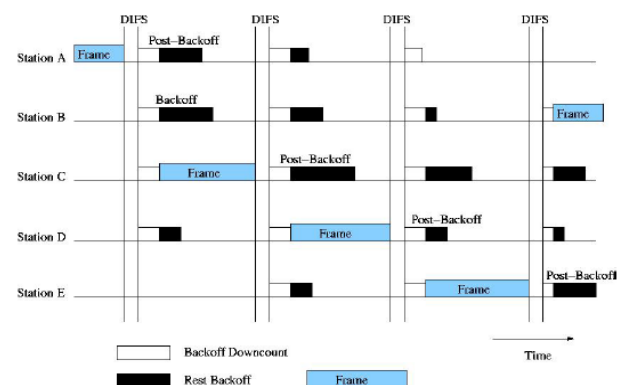 DIFS DIFS DIFS DIFS
Station A Frame Post-Backoff
Station B Backoff Frame
Station C Frame Post-Backoff
Station D Frame Post-Backoff
Station E Frame Post-Backoff
Backoff Downcount
Time
Rest Backoff
Frame